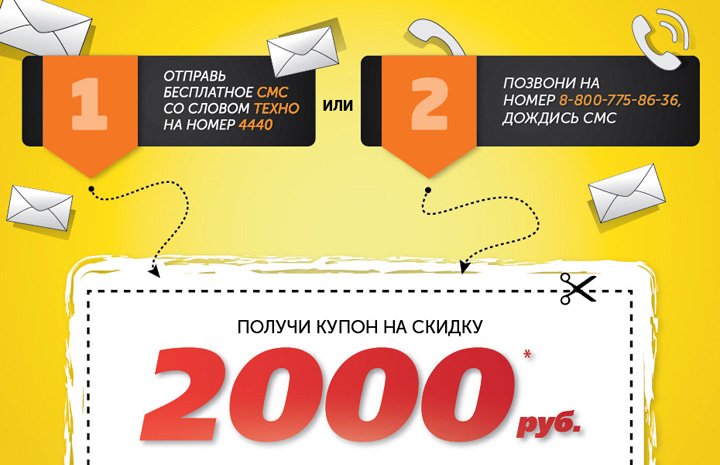 1
ОТПРАВЬ
БЕСПЛАТНОЕ СМС
СО СЛОВОМ ТЕХНО
НА НОМЕР 4440
ИЛИ
2
ПОЗВОНИ НА
НОМЕР 8-800-775-86-36,
ДОЖДИСЬ СМС
ПОЛУЧИ КУПОН НА СКИДКУ
2000* руб.